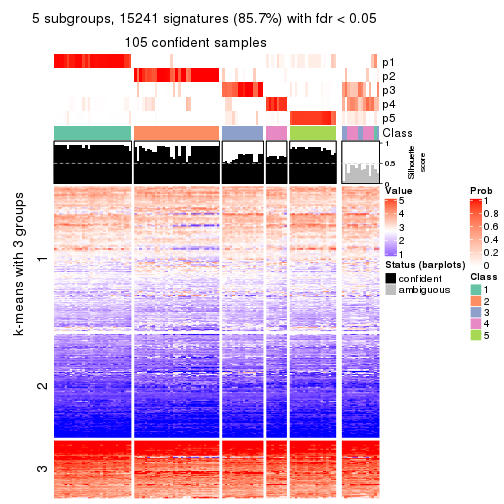 5 subgroups, 15241 signatures (85.7%) with fdr < 0.05
105 confident samples
p1
p2
p3
p4
p5
Class
1
0.5
0
Silhouette
score
k-means with 3 groups
1
2
3
Value
5
4
3
2
1
Status (barplots)
confident
ambiguous
Prob
1
0.8
0.6
0.4
0.2
0
Class
1
2
3
4
5